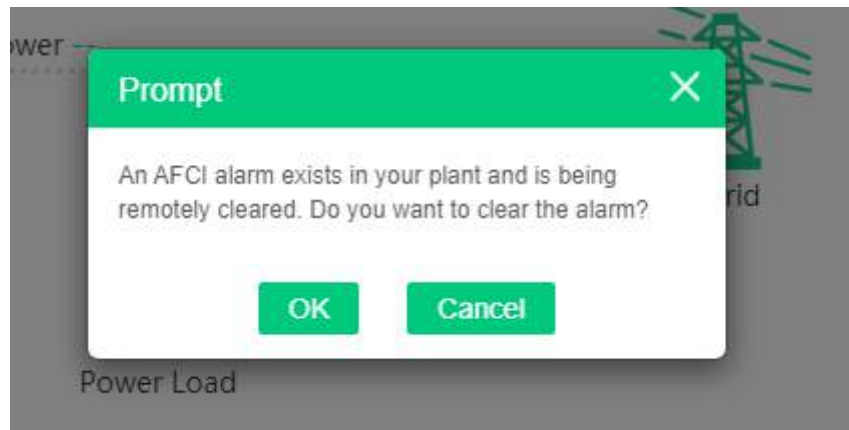 ower --
Prompt
An AFCI alarm exists in your plant and is being
remotely cleared. Do you want to clear the alarm?
rid
OK
Cancel
Power Load